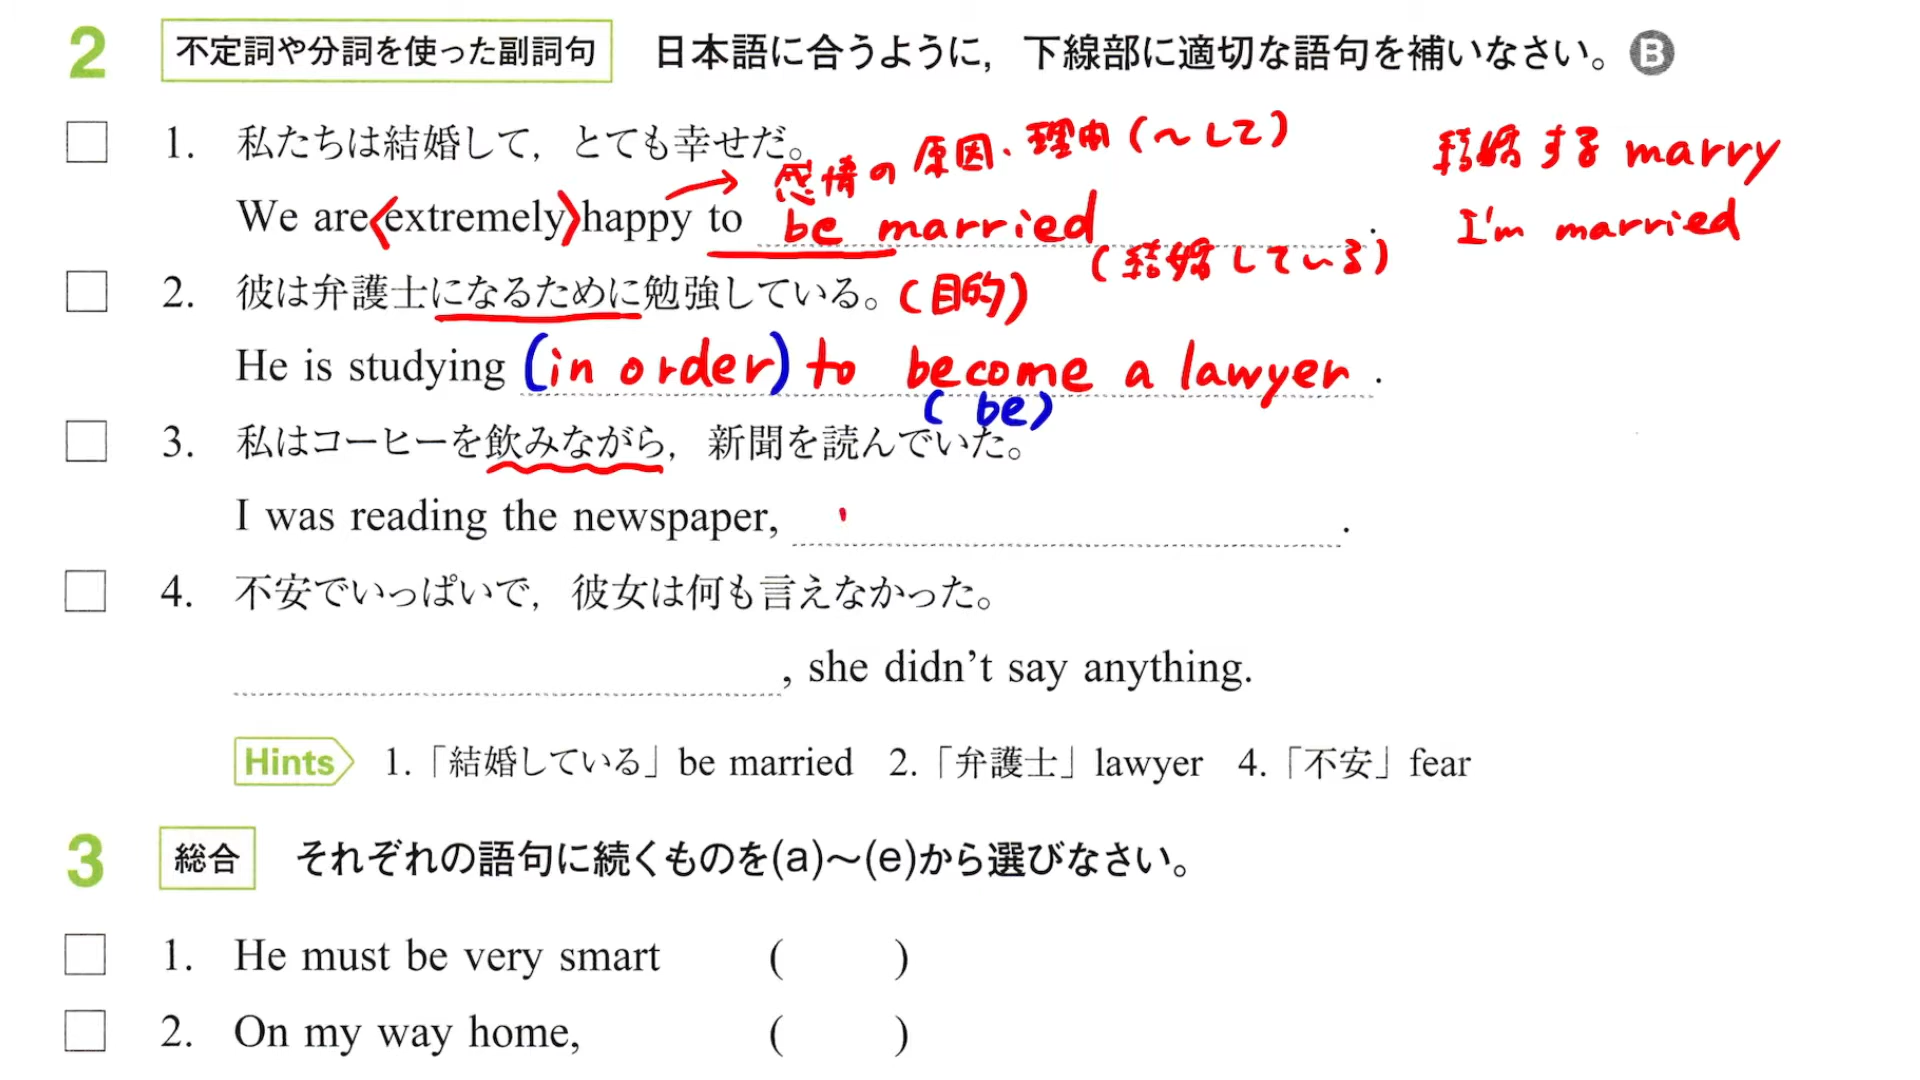 2 不定詞や分詞を使った副詞句 日本語に合うように，下線部に適切な語句を補いなさい。B
1. 私たちは結婚して，とても幸せだ。
感情の原因、理由(〜して)
結婚する marry
We are〈extremely〉happy to be married.
I'm married
(結婚している)
2. 彼は弁護士になるために勉強している。(目的)
He is studying (in order) to become a lawyer.
(be)
3. 私はコーヒーを飲みながら，新聞を読んでいた。
I was reading the newspaper, .
4. 不安でいっぱいで，彼女は何も言えなかった。
, she didn't say anything.
Hints 1.「結婚している」be married 2.「弁護士」lawyer 4.「不安」fear
3 総合 それぞれの語句に続くものを(a)〜(e)から選びなさい。
1. He must be very smart ( )
2. On my way home, ( )